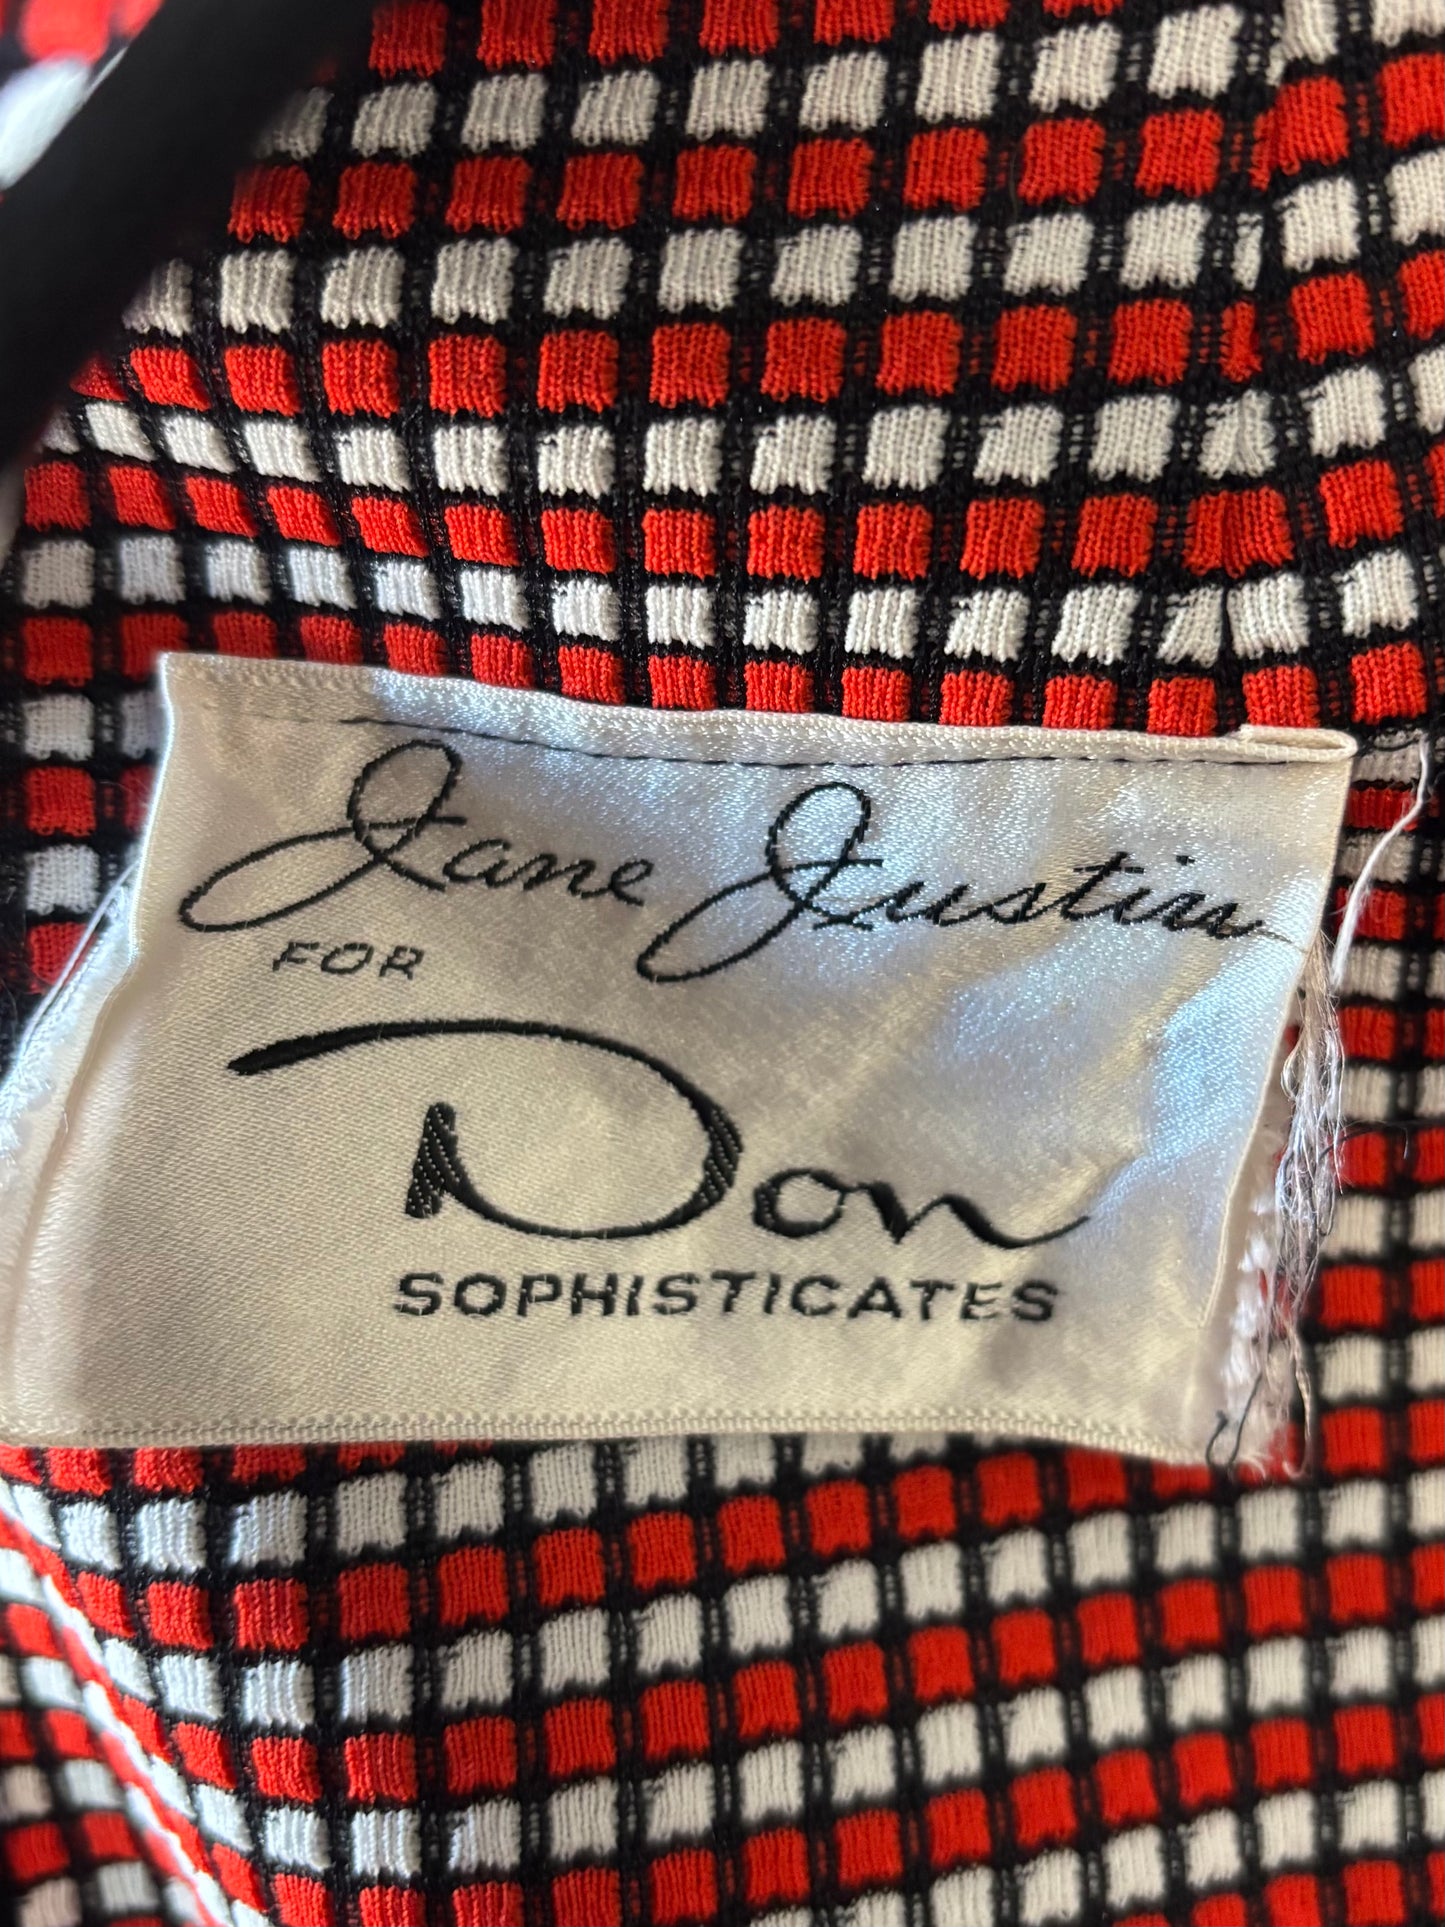 Jane Justin
FOR
Don
SOPHISTICATES